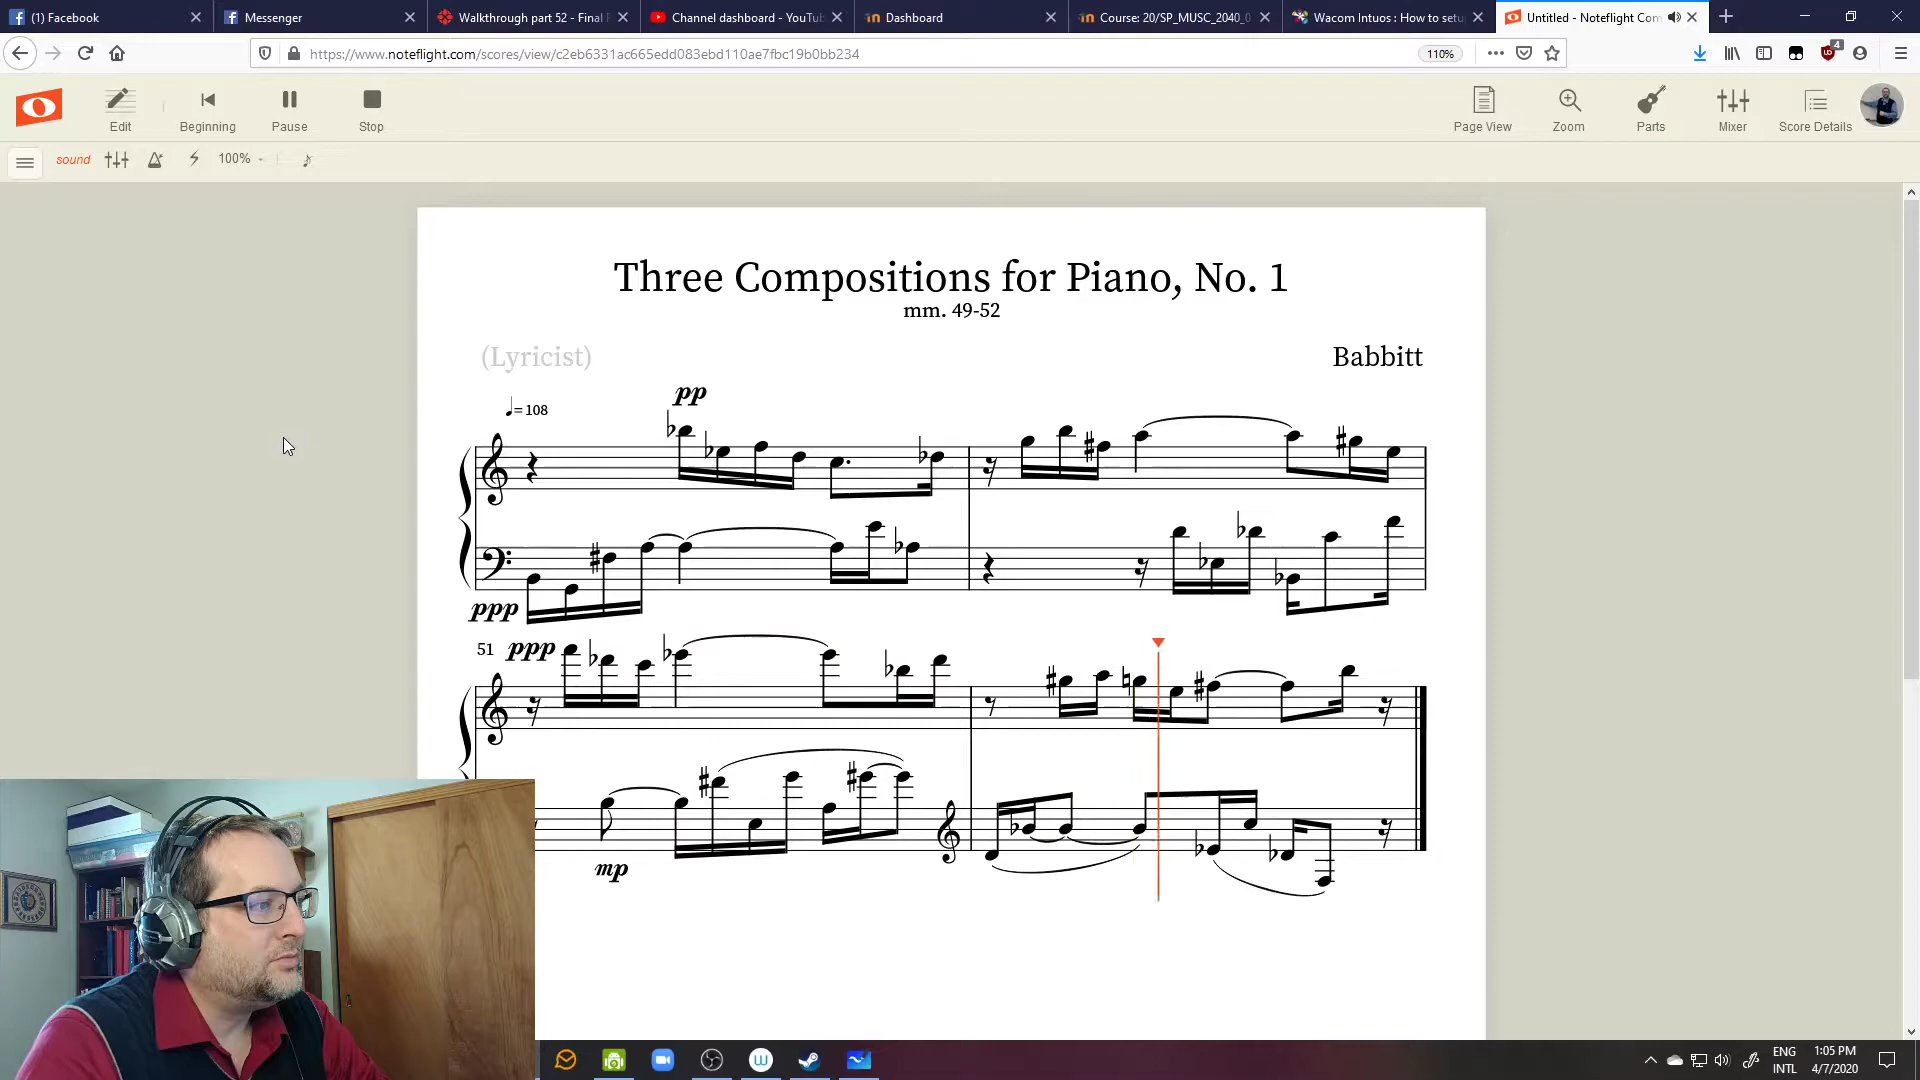 (1) Facebook
Messenger
Walkthrough part 52 - Final F
Channel dashboard - YouTub
Dashboard
Course: 20/SP_MUSC_2040_0
Wacom Intuos : How to setu
Untitled - Noteflight Com
https://www.noteflight.com/scores/view/c2eb6331ac665edd083ebd110ae7fbc19b0bb234
110%
4
Edit
Beginning
Pause
Stop
Page View
Zoom
Parts
Mixer
Score Details
sound
100%
Three Compositions for Piano, No. 1
mm. 49-52
(Lyricist)
Babbitt
= 108
pp
ppp
51
ppp
mp
ENG
INTL
1:05 PM
4/7/2020